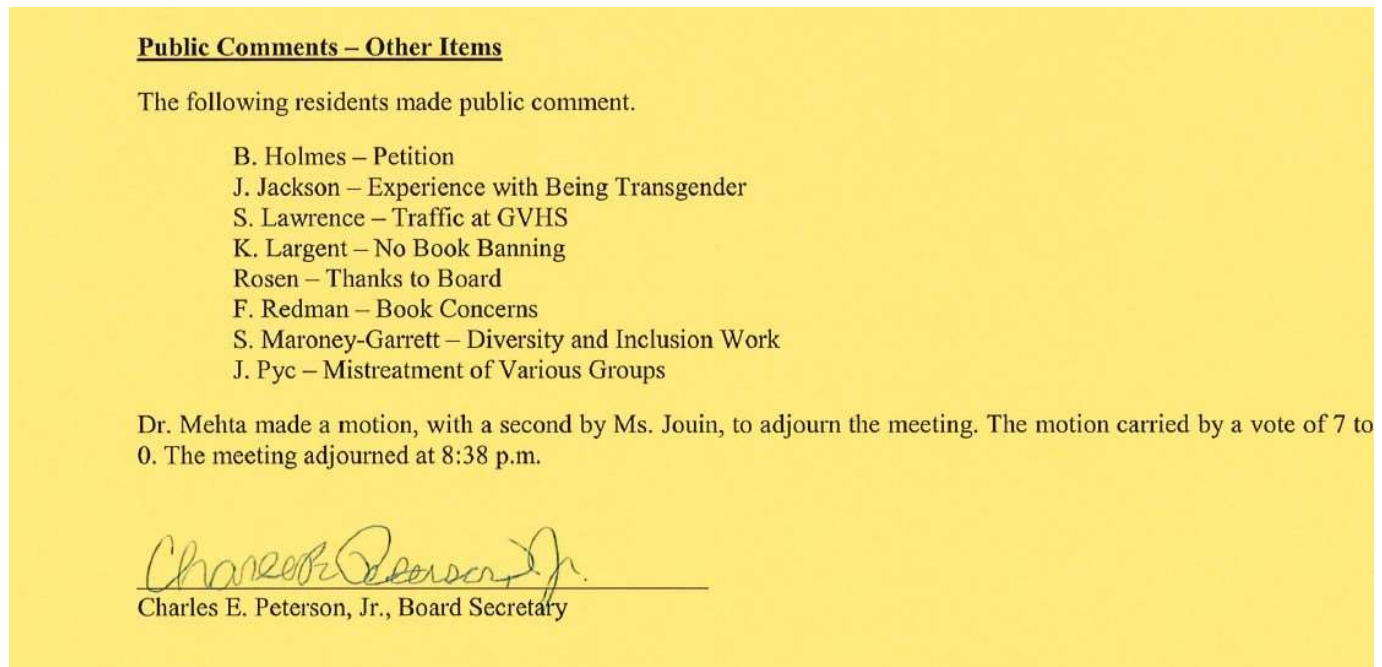 Public Comments – Other Items
The following residents made public comment.
B. Holmes – Petition
J. Jackson – Experience with Being Transgender
S. Lawrence – Traffic at GVHS
K. Largent – No Book Banning
Rosen – Thanks to Board
F. Redman – Book Concerns
S. Maroney-Garrett – Diversity and Inclusion Work
J. Pyc – Mistreatment of Various Groups
Dr. Mehta made a motion, with a second by Ms. Jouin, to adjourn the meeting. The motion carried by a vote of 7 to
0. The meeting adjourned at 8:38 p.m.
Charles E. Peterson, Jr.
Charles E. Peterson, Jr., Board Secretary